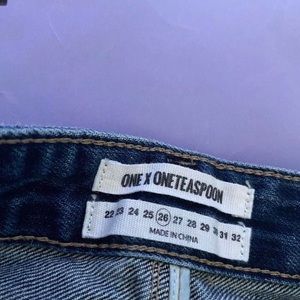 ONE X ONETEASPOON
22 23 24 25 26 27 28 29 30 31 32
MADE IN CHINA